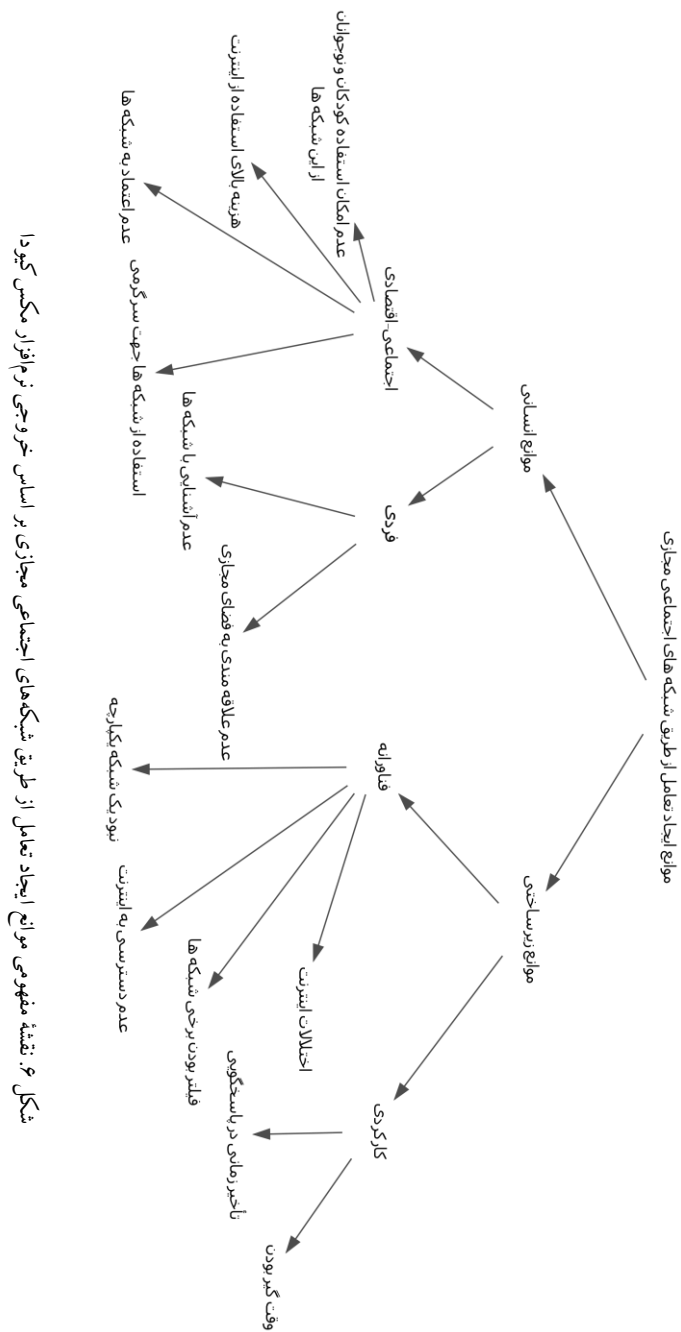 موانع ایجاد تعامل از طریق شبکه های اجتماعی مجازی
موانع انسانی
موانع زیرساختی
اجتماعی-اقتصادی
فردی
فناورانه
کارکردی
عدم امکان استفاده کودکان و نوجوانان
از این شبکه ها
هزینه بالای استفاده از اینترنت
عدم اعتماد به شبکه ها
استفاده از شبکه ها جهت سرگرمی
عدم آشنایی با شبکه ها
عدم علاقه مندی به فضای مجازی
نبود یک شبکه یکپارچه
عدم دسترسی به اینترنت
فیلتر بودن برخی شبکه ها
اختلالات اینترنت
تأخیر زمانی در پاسخگویی
وقت گیر بودن
شکل ۶. نقشۀ مفهومی موانع ایجاد تعامل از طریق شبکه‌های اجتماعی مجازی بر اساس خروجی نرم‌افزار مکس کیودا